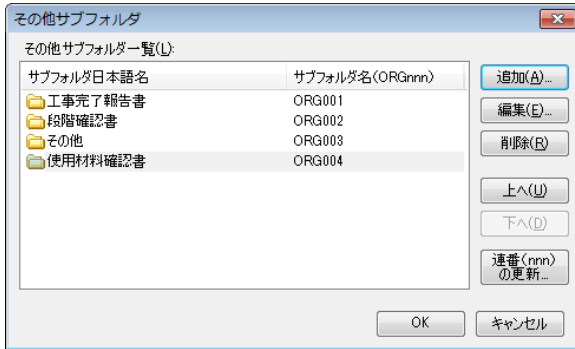 その他サブフォルダ
その他サブフォルダ一覧(L):
サブフォルダ日本語名 サブフォルダ名(ORGnnn)
工事完了報告書 ORG001
段階確認書 ORG002
その他 ORG003
使用材料確認書 ORG004
追加(A)...
編集(E)...
削除(R)
上へ(U)
下へ(D)
連番(nnn)
の更新...
OK キャンセル